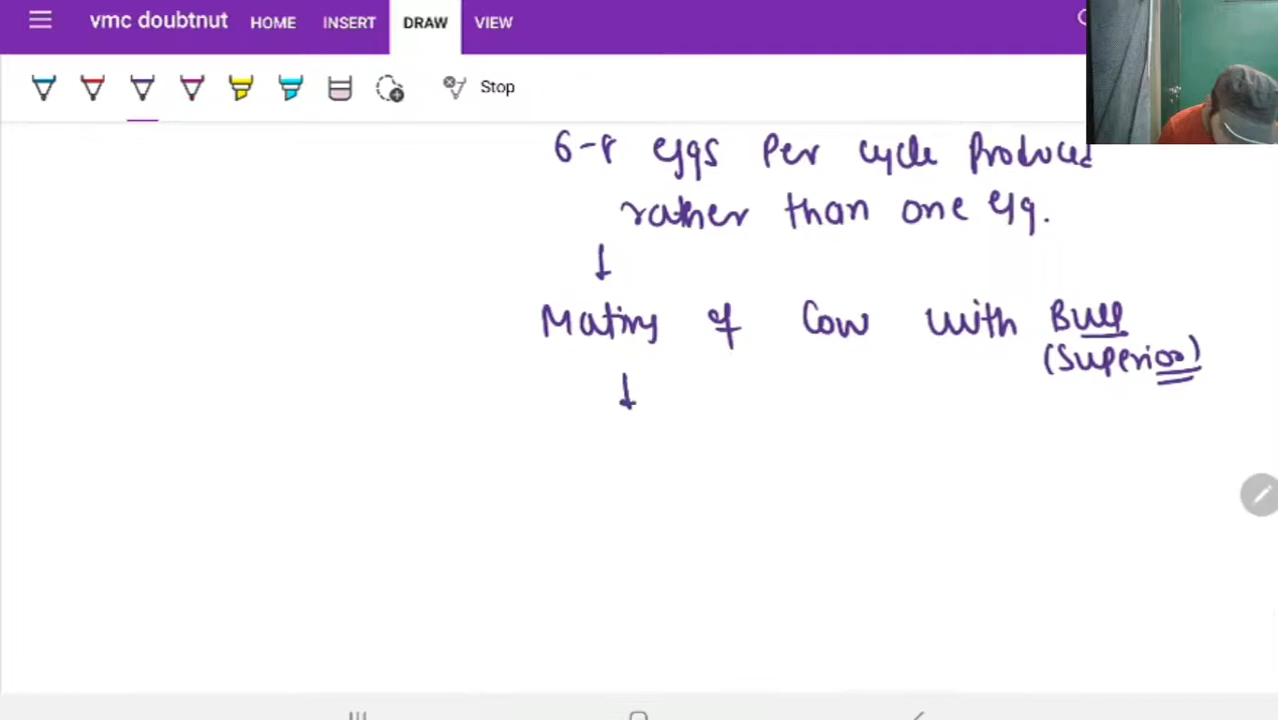 vmc doubtnut HOME INSERT DRAW VIEW
Stop
6-8 eggs Per cycle Produced
rather than one egg.
↓
Mating of Cow with Bull
(Superior)
↓